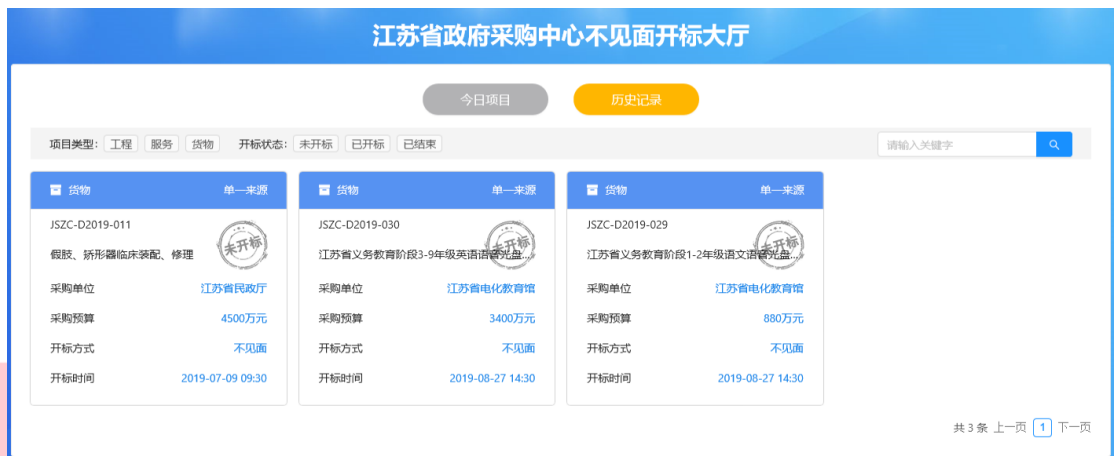 江苏省政府采购中心不见面开标大厅
今日项目 历史记录
项目类型: 工程 服务 货物 开标状态: 未开标 已开标 已结束 请输入关键字
货物 单一来源
JSZC-D2019-011
未开标
假肢、矫形器临床装配、修理
采购单位 江苏省民政厅
采购预算 4500万元
开标方式 不见面
开标时间 2019-07-09 09:30
货物 单一来源
JSZC-D2019-030
未开标
江苏省义务教育阶段3-9年级英语语音光盘...
采购单位 江苏省电化教育馆
采购预算 3400万元
开标方式 不见面
开标时间 2019-08-27 14:30
货物 单一来源
JSZC-D2019-029
未开标
江苏省义务教育阶段1-2年级语文语音光盘...
采购单位 江苏省电化教育馆
采购预算 880万元
开标方式 不见面
开标时间 2019-08-27 14:30
共 3 条 上一页 1 下一页